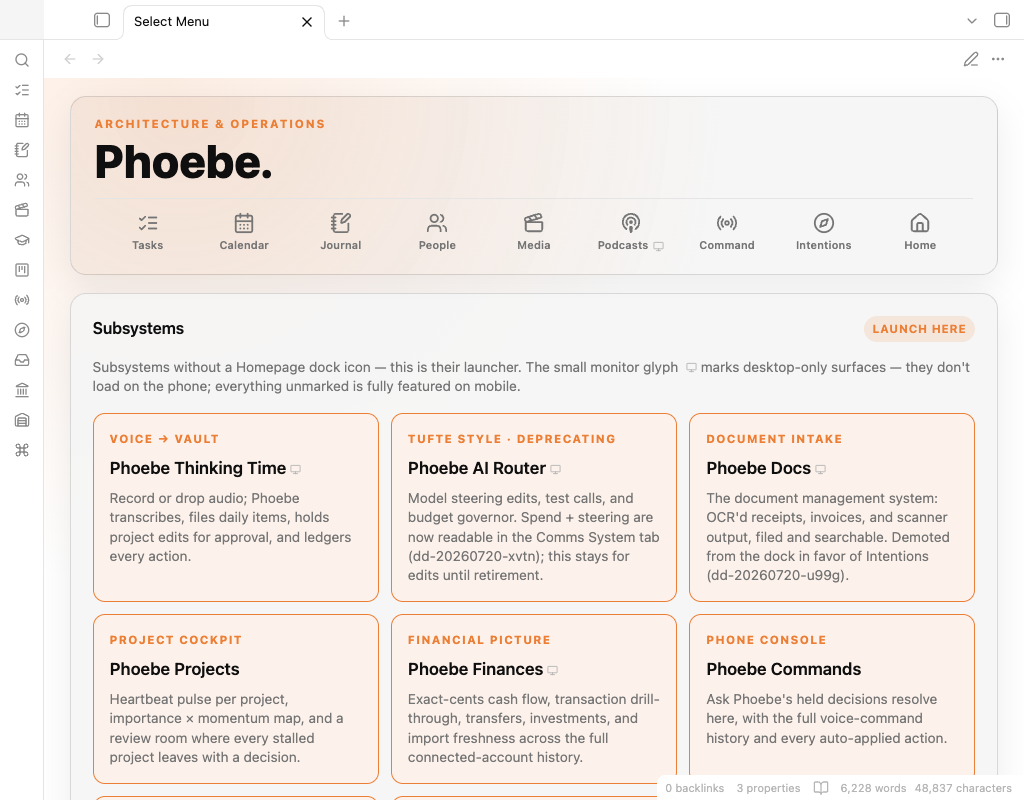 Select Menu
ARCHITECTURE & OPERATIONS
Phoebe.
Tasks
Calendar
Journal
People
Media
Podcasts
Command
Intentions
Home
Subsystems
LAUNCH HERE
Subsystems without a Homepage dock icon — this is their launcher. The small monitor glyph marks desktop-only surfaces — they don't
load on the phone; everything unmarked is fully featured on mobile.
VOICE → VAULT
Phoebe Thinking Time
Record or drop audio; Phoebe
transcribes, files daily items, holds
project edits for approval, and ledgers
every action.
TUFTE STYLE · DEPRECATING
Phoebe AI Router
Model steering edits, test calls, and
budget governor. Spend + steering are
now readable in the Comms System tab
(dd-20260720-xvtn); this stays for
edits until retirement.
DOCUMENT INTAKE
Phoebe Docs
The document management system:
OCR'd receipts, invoices, and scanner
output, filed and searchable. Demoted
from the dock in favor of Intentions
(dd-20260720-u99g).
PROJECT COCKPIT
Phoebe Projects
Heartbeat pulse per project,
importance × momentum map, and a
review room where every stalled
project leaves with a decision.
FINANCIAL PICTURE
Phoebe Finances
Exact-cents cash flow, transaction drill-
through, transfers, investments, and
import freshness across the full
connected-account history.
PHONE CONSOLE
Phoebe Commands
Ask Phoebe's held decisions resolve
here, with the full voice-command
history and every auto-applied action.
0 backlinks
3 properties
6,228 words
48,837 characters